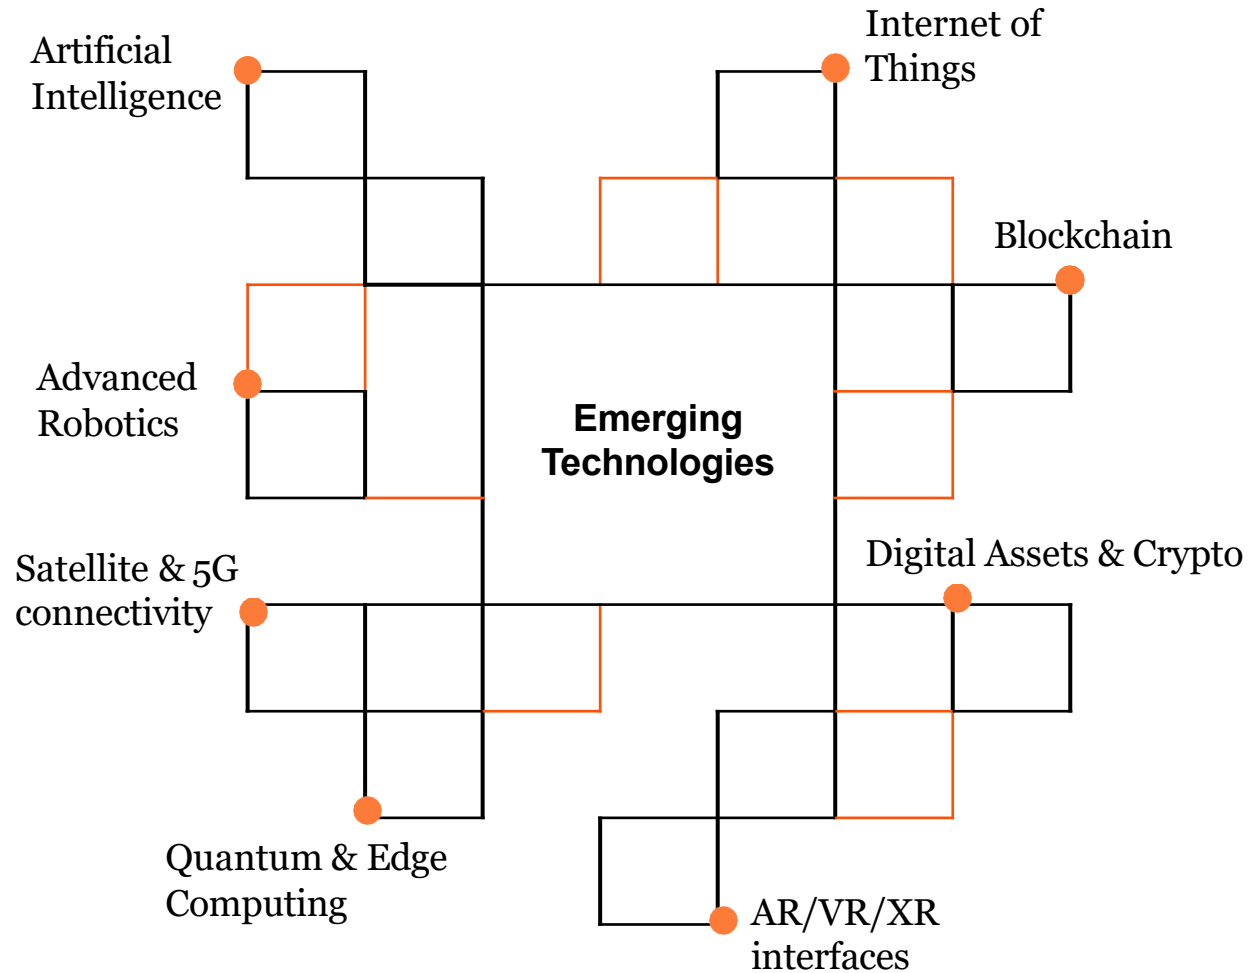 Artificial
Intelligence
Internet of
Things
Blockchain
Advanced
Robotics
Emerging
Technologies
Satellite & 5G
connectivity
Digital Assets & Crypto
Quantum & Edge
Computing
AR/VR/XR
interfaces